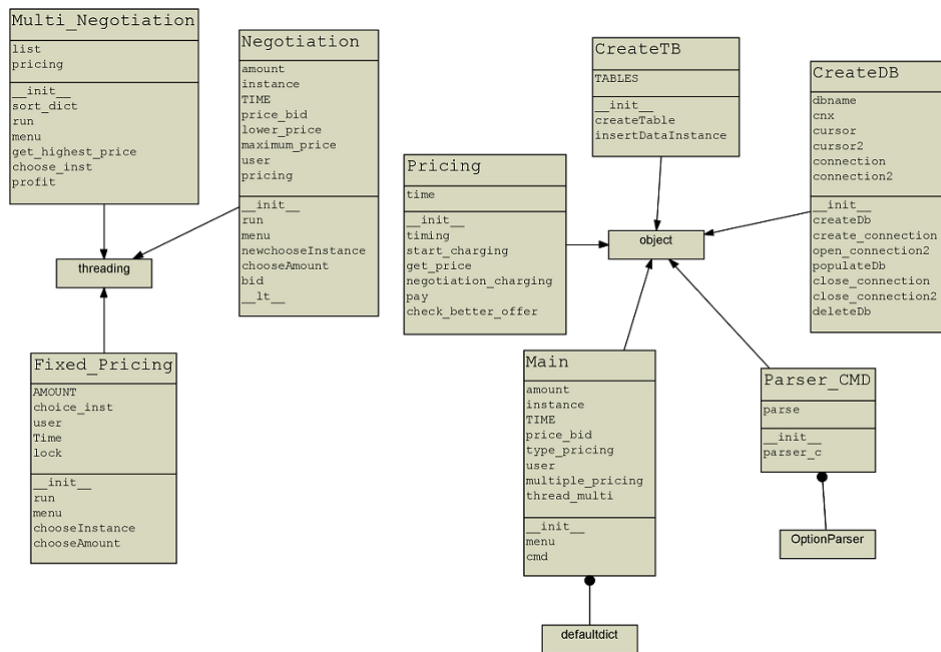 Multi_Negotiation
list
pricing
__init__
sort_dict
run
menu
get_highest_price
choose_inst
profit
Negotiation
amount
instance
TIME
price_bid
lower_price
maximum_price
user
pricing
__init__
run
menu
newchooseInstance
chooseAmount
bid
__lt__
threading
Fixed_Pricing
AMOUNT
choice_inst
user
Time
lock
__init__
run
menu
chooseInstance
chooseAmount
CreateTB
TABLES
__init__
createTable
insertDataInstance
CreateDB
dbname
cnx
cursor
cursor2
connection
connection2
__init__
createDb
create_connection
open_connection2
populateDb
close_connection
close_connection2
deleteDb
Pricing
time
__init__
timing
start_charging
get_price
negotiation_charging
pay
check_better_offer
object
Main
amount
instance
TIME
price_bid
type_pricing
user
multiple_pricing
thread_multi
__init__
menu
cmd
Parser_CMD
parse
__init__
parser_c
OptionParser
defaultdict